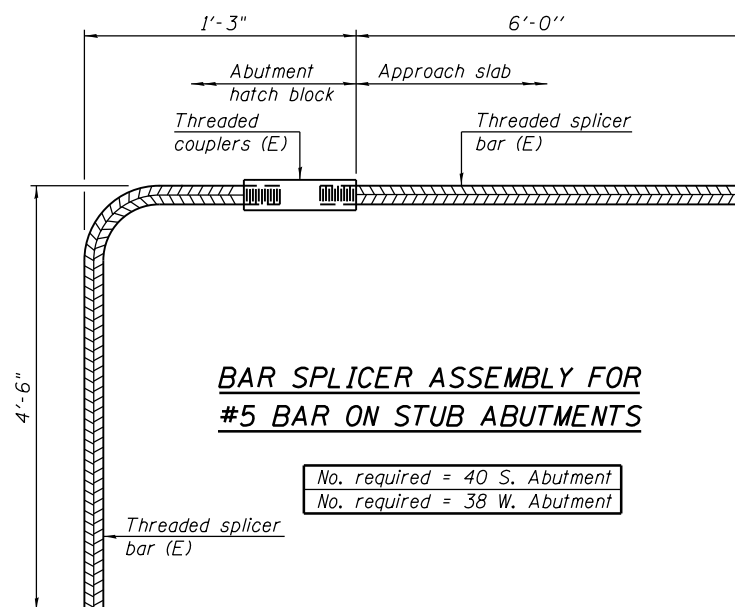 1'-3" 6'-0''
Abutment
hatch block
Approach slab
Threaded
couplers (E)
Threaded splicer
bar (E)
4'-6"
BAR SPLICER ASSEMBLY FOR
#5 BAR ON STUB ABUTMENTS
No. required = 40 S. Abutment
No. required = 38 W. Abutment
Threaded splicer
bar (E)